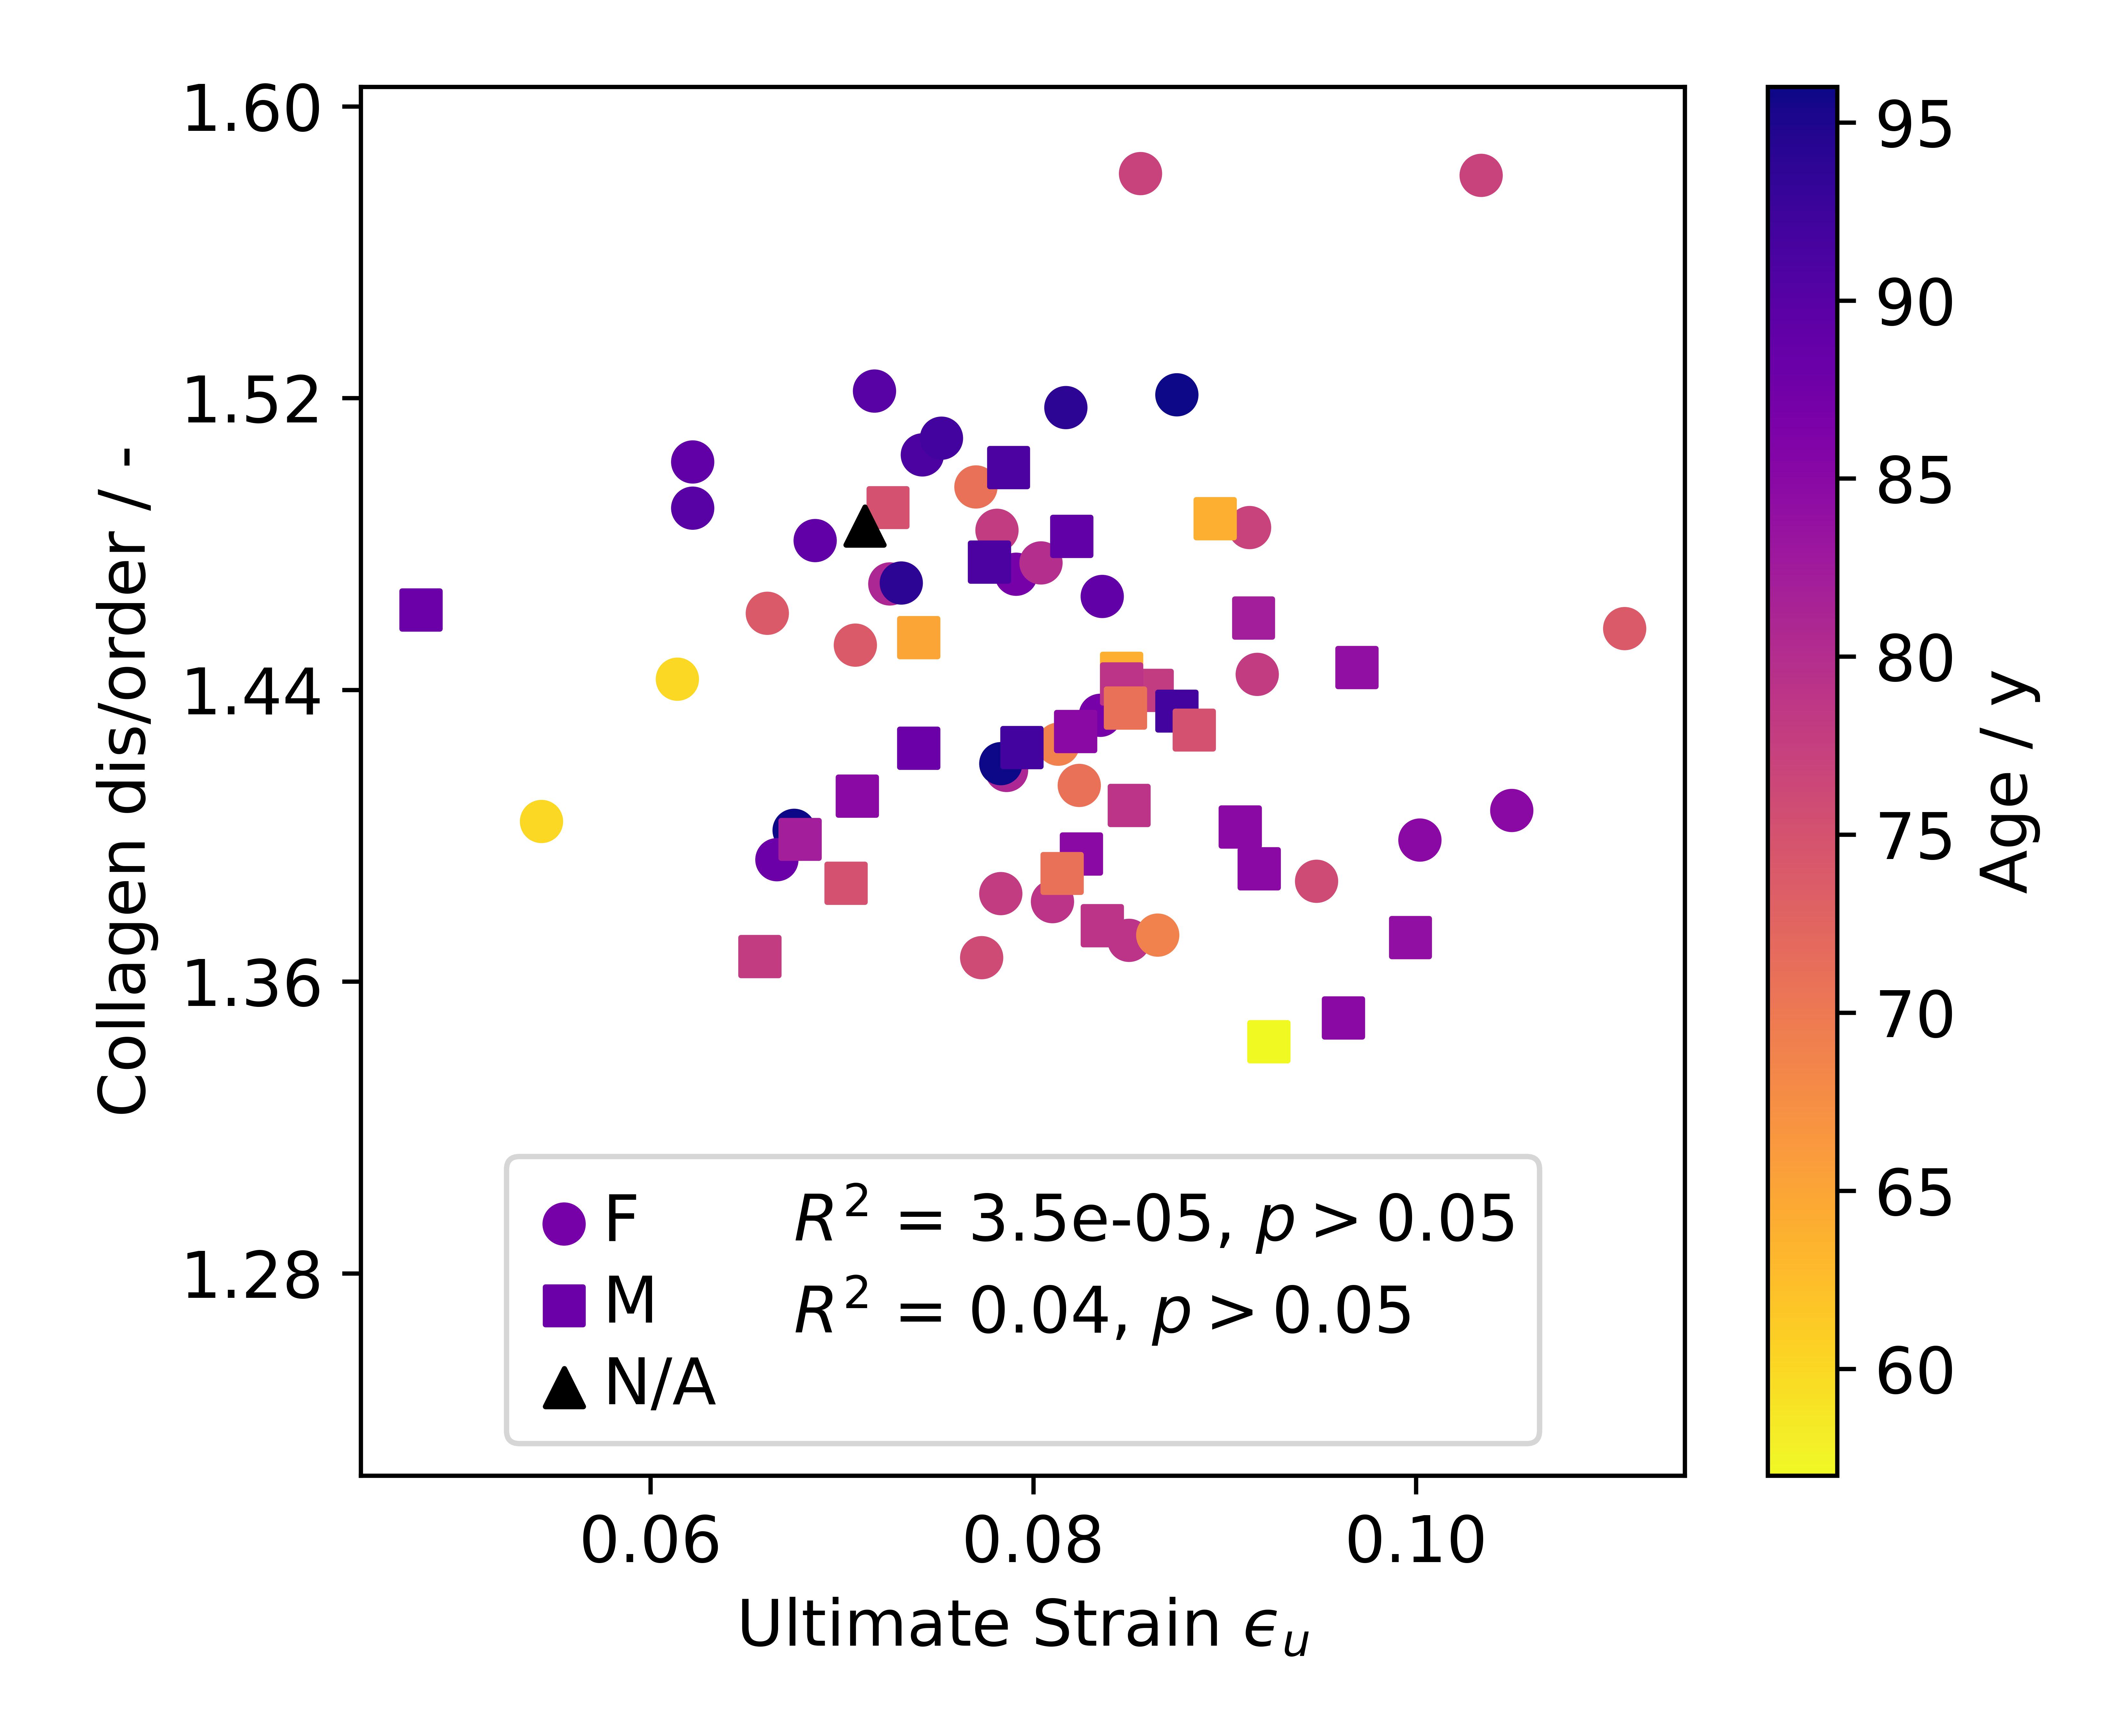 1.60
1.52
1.44
1.36
1.28
Collagen dis/order / -
F R² = 3.5e-05, p > 0.05
M R² = 0.04, p > 0.05
N/A
0.06 0.08 0.10
Ultimate Strain ϵᵤ
95
90
85
80
75
70
65
60
Age / y